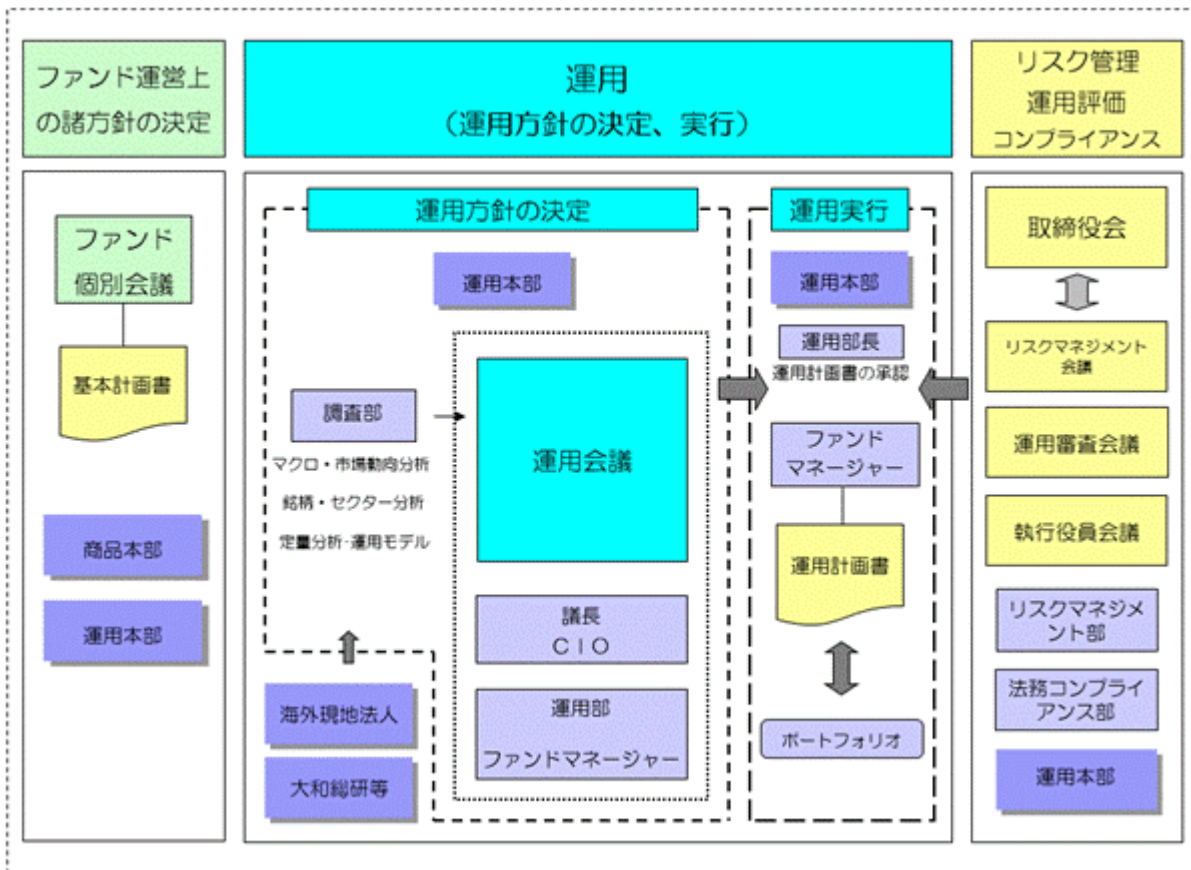 ファンド運営上
の諸方針の決定
運用
（運用方針の決定、実行）
リスク管理
運用評価
コンプライアンス
ファンド
個別会議
基本計画書
商品本部
運用本部
運用方針の決定
運用本部
調査部
マクロ・市場動向分析
銘柄・セクター分析
定量分析･運用モデル
海外現地法人
大和総研等
運用会議
議長
ＣＩＯ
運用部
ファンドマネージャー
運用実行
運用本部
運用部長
運用計画書の承認
ファンド
マネージャー
運用計画書
ポートフォリオ
取締役会
リスクマネジメント
会議
運用審査会議
執行役員会議
リスクマネジメ
ント部
法務コンプライ
アンス部
運用本部